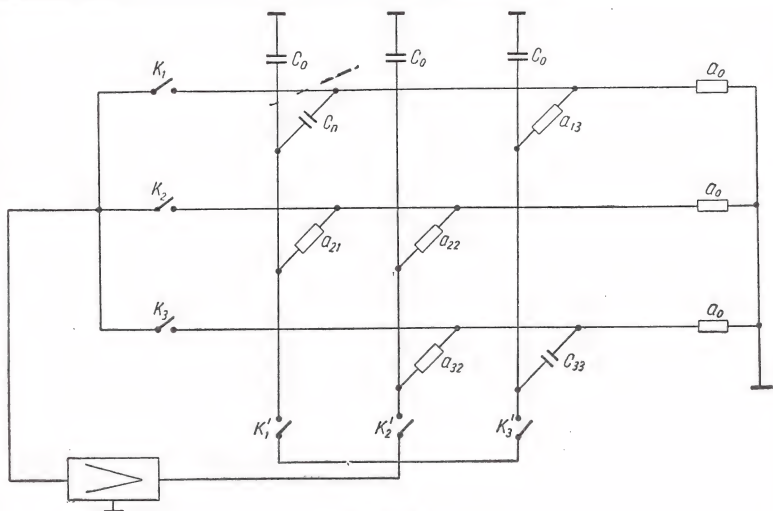 C₀ C₀ C₀
K₁ a₀
Cₙ a₁₃
K₂ a₀
a₂₁ a₂₂
K₃ a₀
a₃₂ C₃₃
K₁' K₂' K₃'